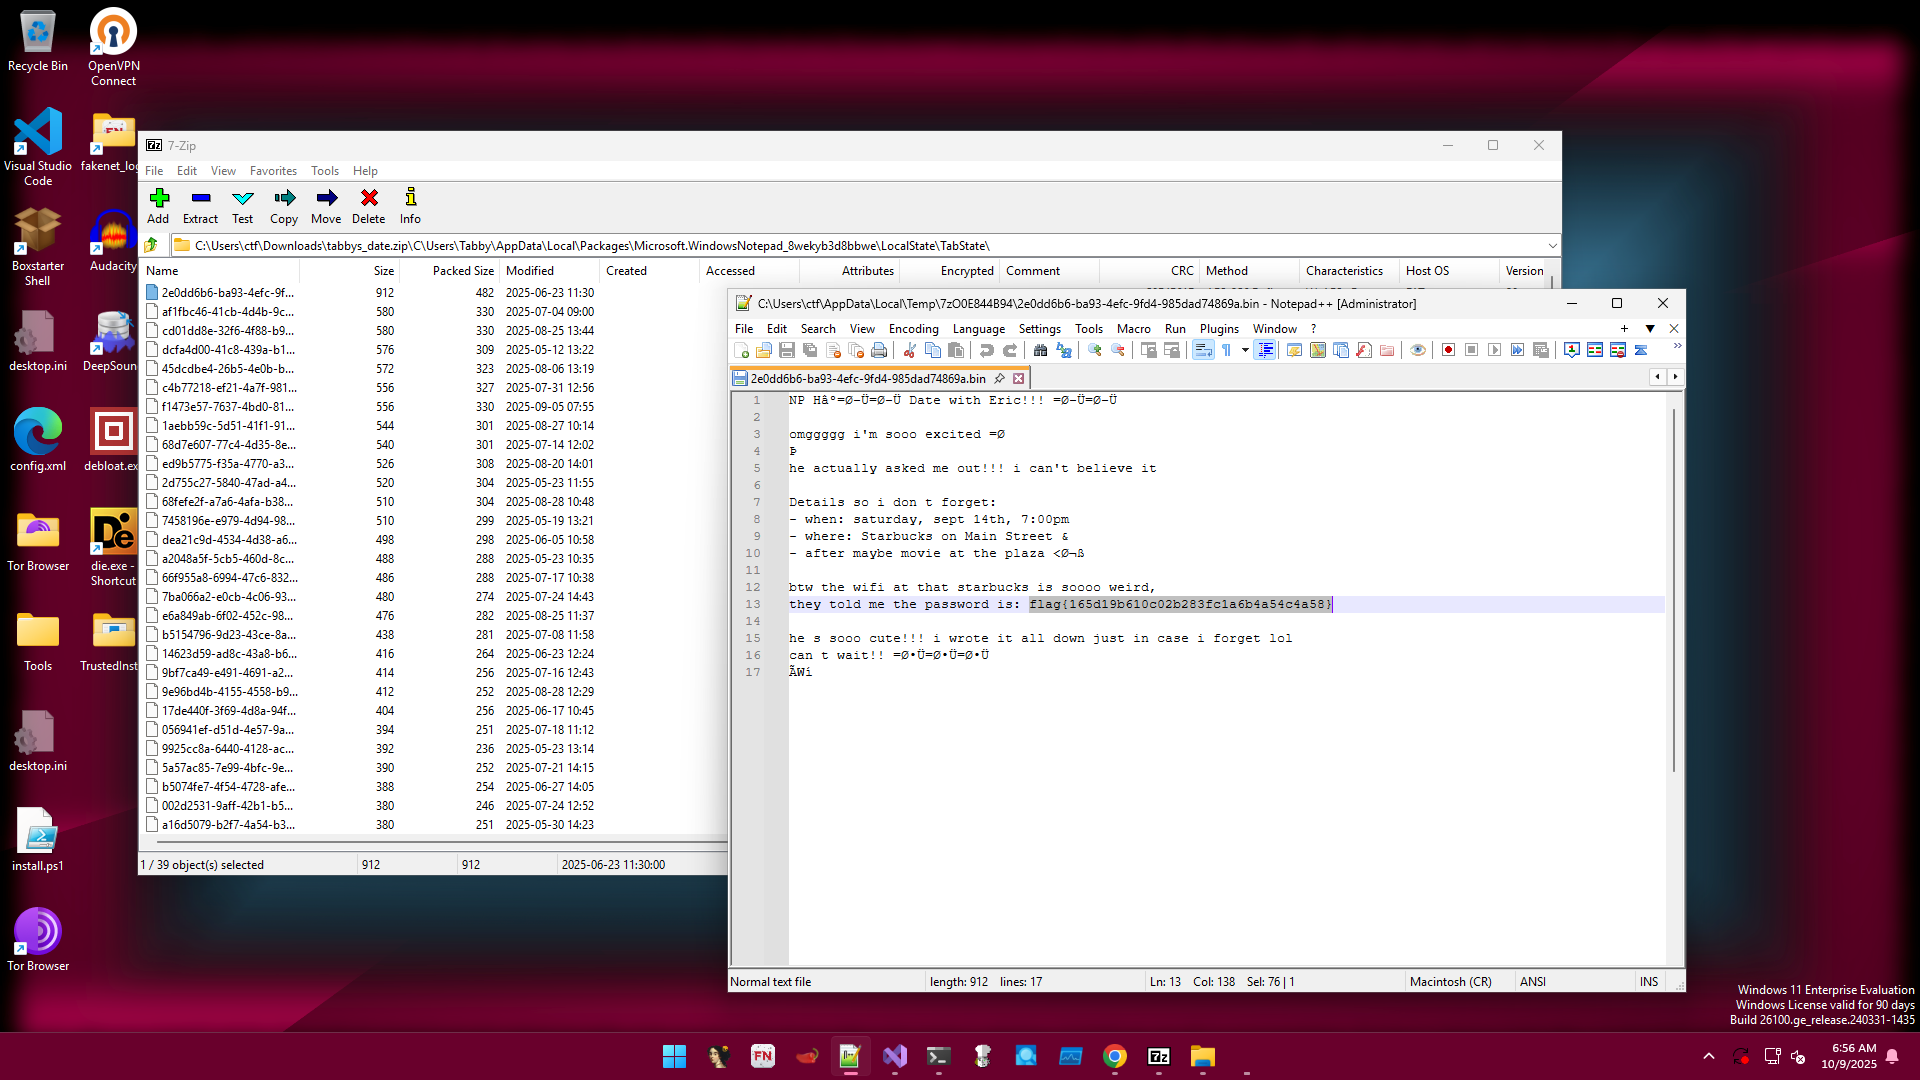 Recycle Bin
OpenVPN Connect
Visual Studio Code
fakenet_log
Boxstarter Shell
Audacity
desktop.ini
DeepSoun
config.xml
debloat.ex
Tor Browser
die.exe - Shortcut
Tools
TrustedInst
desktop.ini
install.ps1
Tor Browser
7-Zip
File Edit View Favorites Tools Help
Add Extract Test Copy Move Delete Info
C:\Users\ctf\Downloads\tabbys_date.zip\C\Users\Tabby\AppData\Local\Packages\Microsoft.WindowsNotepad_8wekyb3d8bbwe\LocalState\TabState\
Name Size Packed Size Modified Created Accessed Attributes Encrypted Comment CRC Method Characteristics Host OS Version
2e0dd6b6-ba93-4efc-9f... 912 482 2025-06-23 11:30
af1fbc46-41cb-4d4b-9c... 580 330 2025-07-04 09:00
cd01dd8e-32f6-4f88-b9... 580 330 2025-08-25 13:44
dcfa4d00-41c8-439a-b1... 576 309 2025-05-12 13:22
45dcdbe4-26b5-4e0b-b... 572 323 2025-08-06 13:19
c4b77218-ef21-4a7f-981... 556 327 2025-07-31 12:56
f1473e57-7637-4bd0-81... 556 330 2025-09-05 07:55
1aebb59c-5d51-41f1-91... 544 301 2025-08-27 10:14
68d7e607-77c4-4d35-8e... 540 301 2025-07-14 12:02
ed9b5775-f35a-4770-a3... 526 308 2025-08-20 14:01
2d755c27-5840-47ad-a4... 520 304 2025-05-23 11:55
68fefe2f-a7a6-4afa-b38... 510 304 2025-08-28 10:48
7458196e-e979-4d94-98... 510 299 2025-05-19 13:21
dea21c9d-4534-4d38-a6... 498 298 2025-06-05 10:58
a2048a5f-5cb5-460d-8c... 488 288 2025-05-23 10:35
66f955a8-6994-47c6-832... 486 288 2025-07-17 10:38
7ba066a2-e0cb-4c06-93... 480 274 2025-07-24 14:43
e6a849ab-6f02-452c-98... 476 282 2025-08-25 11:37
b5154796-9d23-43ce-8a... 438 281 2025-07-08 11:58
14623d59-ad8c-43a8-b6... 416 264 2025-06-23 12:24
9bf7ca49-e491-4691-a2... 414 256 2025-07-16 12:43
9e96bd4b-4155-4558-b9... 412 252 2025-08-28 12:29
17de440f-3f69-4d8a-94f... 404 256 2025-06-17 10:45
056941ef-d51d-4e57-9a... 394 251 2025-07-18 11:12
9925cc8a-6440-4128-ac... 392 236 2025-05-23 13:14
5a57ac85-7e99-4bfc-9e... 390 252 2025-07-21 14:15
b5074fe7-4f54-4728-afe... 388 254 2025-06-27 14:05
002d2531-9aff-42b1-b5... 380 246 2025-07-24 12:52
a16d5079-b2f7-4a54-b3... 380 251 2025-05-30 14:23
1 / 39 object(s) selected 912 912 2025-06-23 11:30:00
C:\Users\ctf\AppData\Local\Temp\7zO0E844B94\2e0dd6b6-ba93-4efc-9fd4-985dad74869a.bin - Notepad++ [Administrator]
File Edit Search View Encoding Language Settings Tools Macro Run Plugins Window ?
2e0dd6b6-ba93-4efc-9fd4-985dad74869a.bin
1 NP Hâº=Ø-Ü=Ø-Ü Date with Eric!!! =Ø-Ü=Ø-Ü
2
3 omggggg i'm sooo excited =Ø
4 Þ
5 he actually asked me out!!! i can't believe it
6
7 Details so i don t forget:
8 - when: saturday, sept 14th, 7:00pm
9 - where: Starbucks on Main Street &
10 - after maybe movie at the plaza <Ø¬ß
11
12 btw the wifi at that starbucks is soooo weird,
13 they told me the password is: flag{165d19b610c02b283fc1a6b4a54c4a58}
14
15 he s sooo cute!!! i wrote it all down just in case i forget lol
16 can t wait!! =Ø•Ü=Ø•Ü=Ø•Ü
17 ÃWí
Normal text file length: 912 lines: 17 Ln: 13 Col: 138 Sel: 76 | 1 Macintosh (CR) ANSI INS
Windows 11 Enterprise Evaluation
Windows License valid for 90 days
Build 26100.ge_release.240331-1435
FN
7z
6:56 AM
10/9/2025